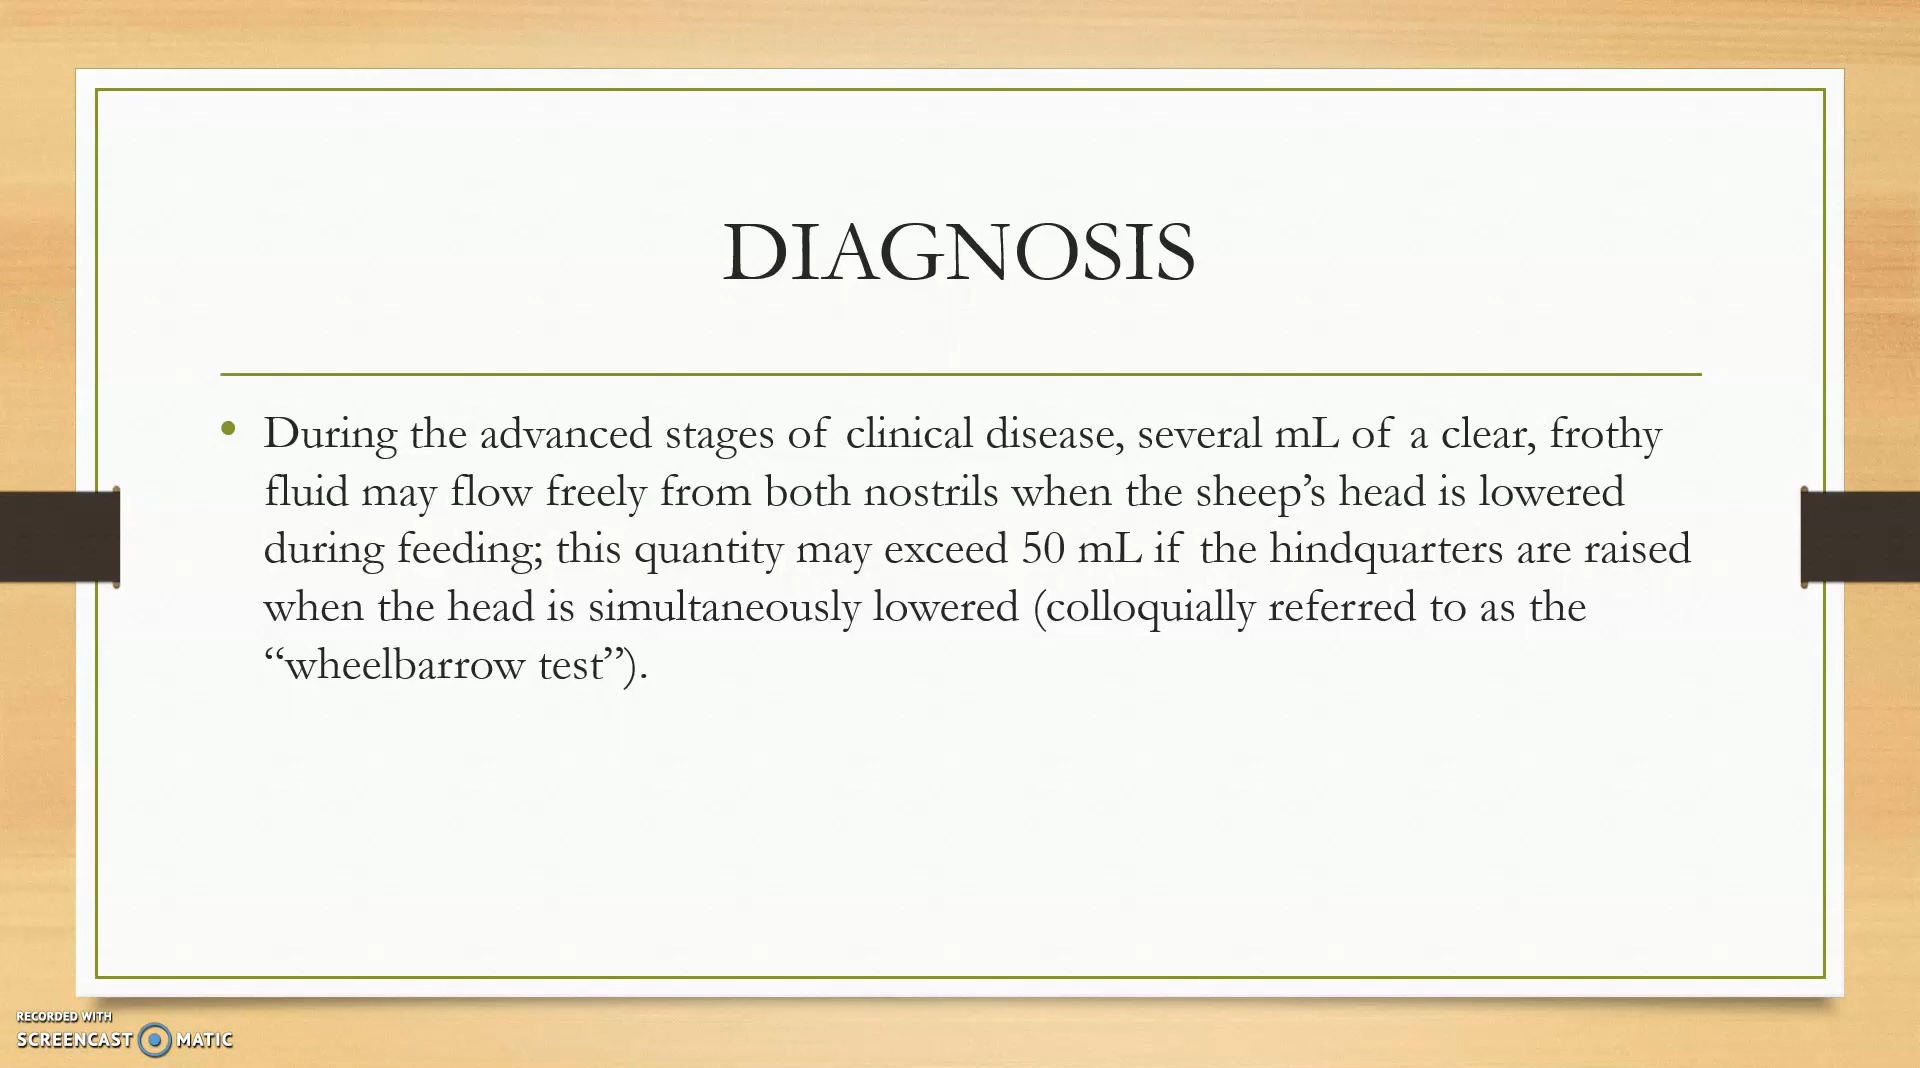 DIAGNOSIS
• During the advanced stages of clinical disease, several mL of a clear, frothy
fluid may flow freely from both nostrils when the sheep’s head is lowered
during feeding; this quantity may exceed 50 mL if the hindquarters are raised
when the head is simultaneously lowered (colloquially referred to as the
“wheelbarrow test”).
RECORDED WITH
SCREENCAST MATIC